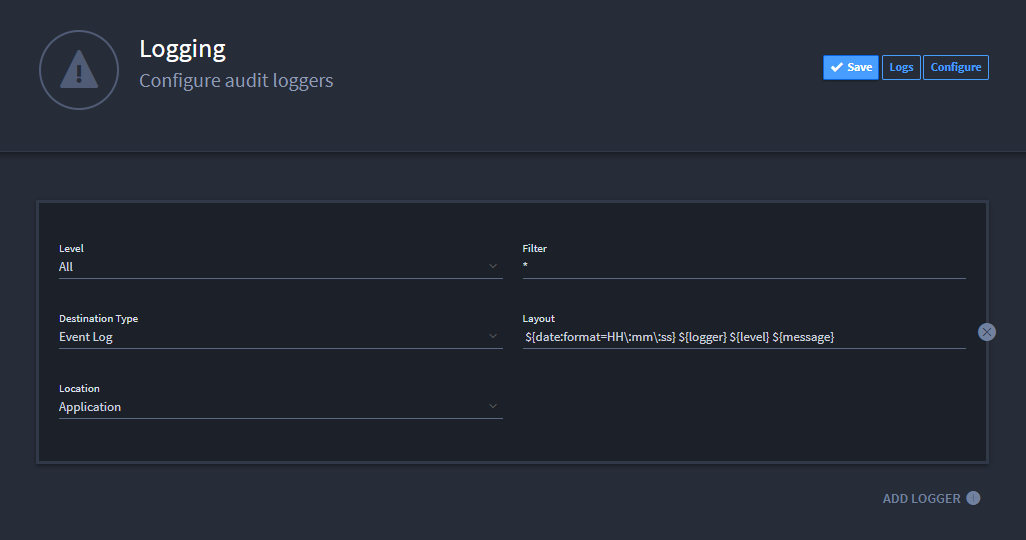 Logging
Configure audit loggers
Save
Logs
Configure
Level
All
Filter
*
Destination Type
Event Log
Layout
${date:format=HH\:mm\:ss} ${logger} ${level} ${message}
Location
Application
ADD LOGGER